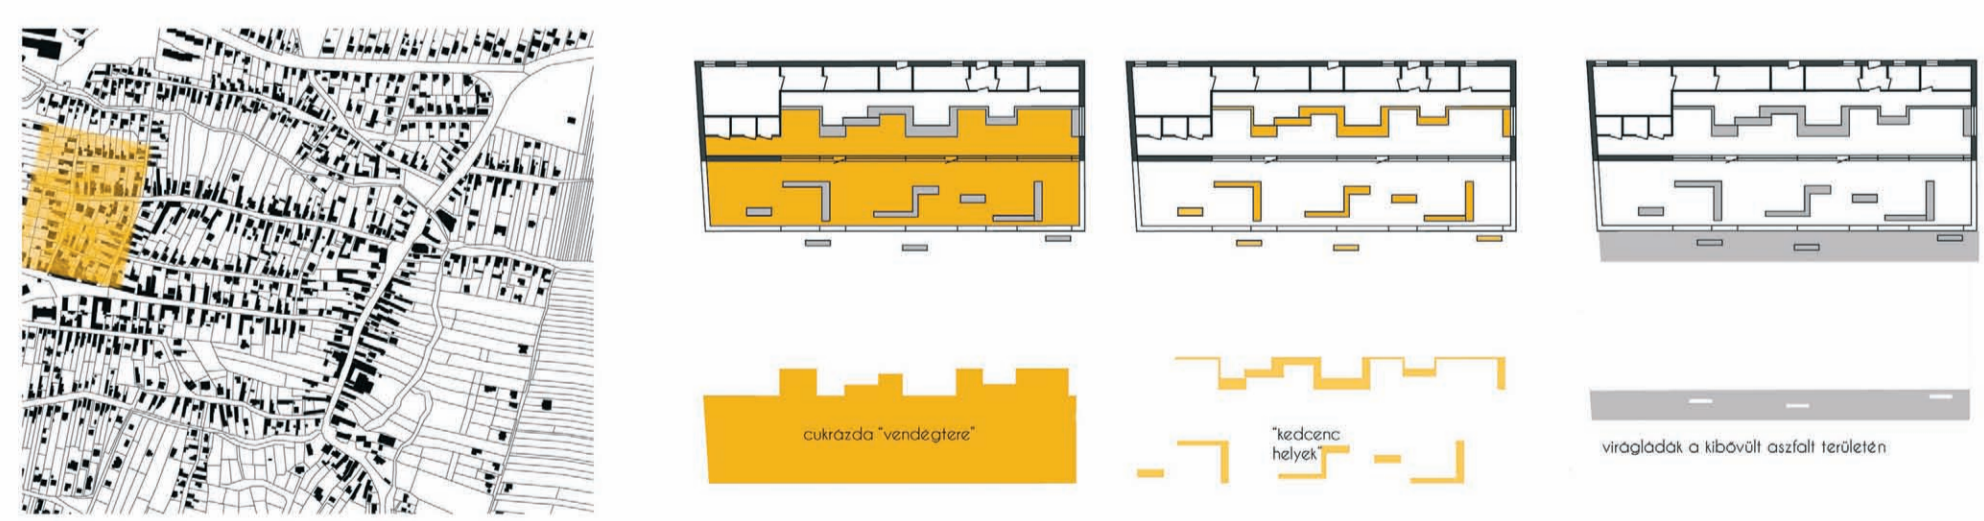 cukrázda "vendégtere"
"kedcenc
helyek"
virágládák a kibővült aszfalt területén